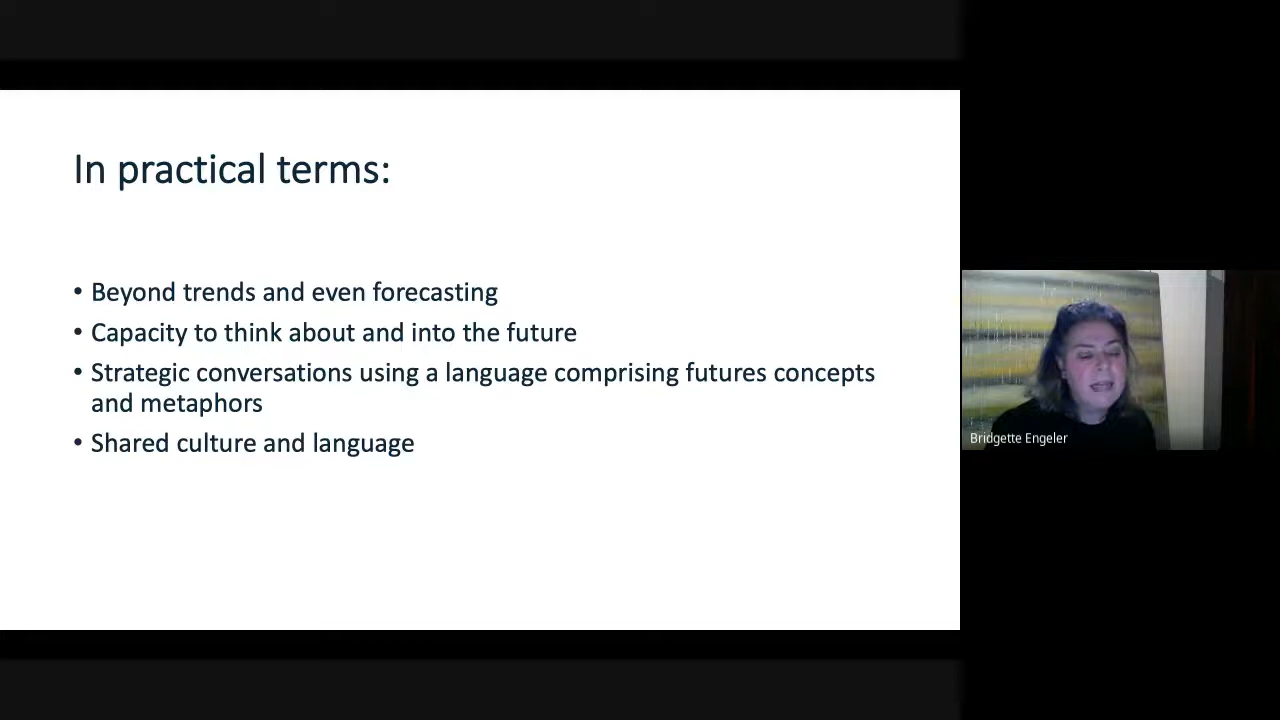 In practical terms:
• Beyond trends and even forecasting
• Capacity to think about and into the future
• Strategic conversations using a language comprising futures concepts
and metaphors
• Shared culture and language
Bridgette Engeler